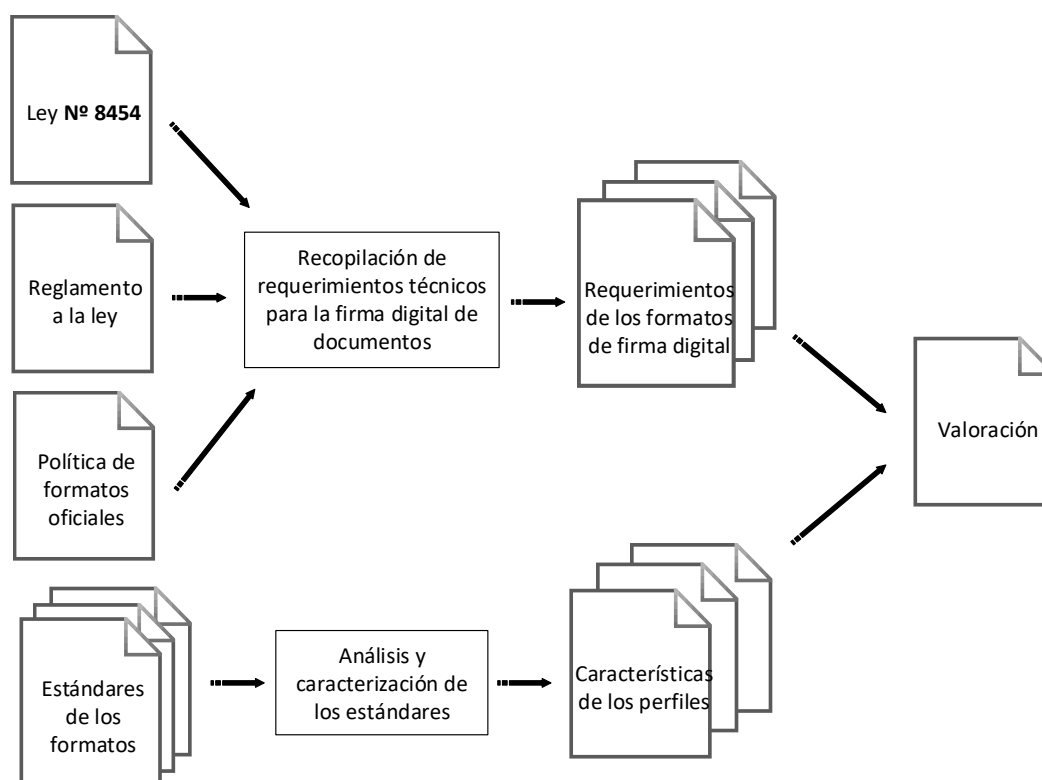 Ley Nº 8454
Reglamento
a la ley
Política de
formatos
oficiales
Recopilación de
requerimientos técnicos
para la firma digital de
documentos
Requerimientos
de los formatos
de firma digital
Valoración
Estándares
de los
formatos
Análisis y
caracterización de
los estándares
Características
de los perfiles